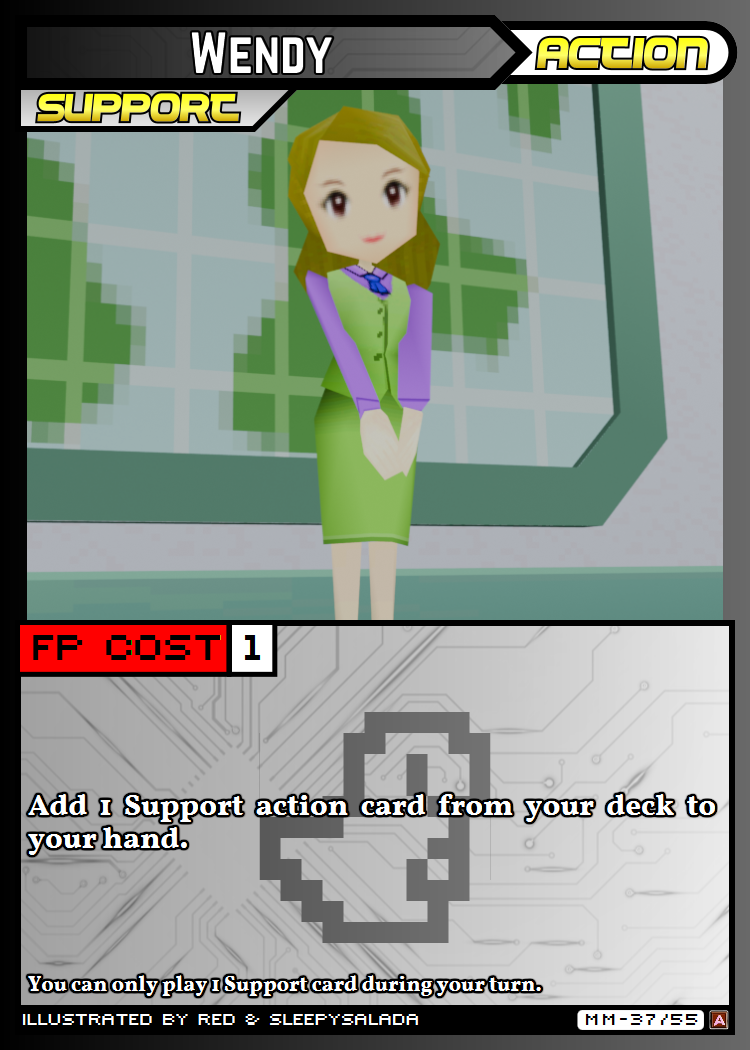 Wendy
ACTION
SUPPORT
FP COST 1
Add 1 Support action card from your deck to
your hand.
You can only play 1 Support card during your turn.
ILLUSTRATED BY RED & SLEEPYSALADA
MM-37/55 A